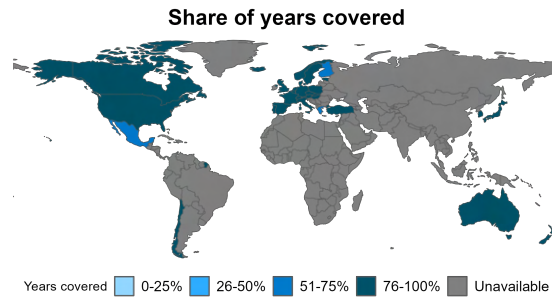 Share of years covered
Years covered 0-25% 26-50% 51-75% 76-100% Unavailable